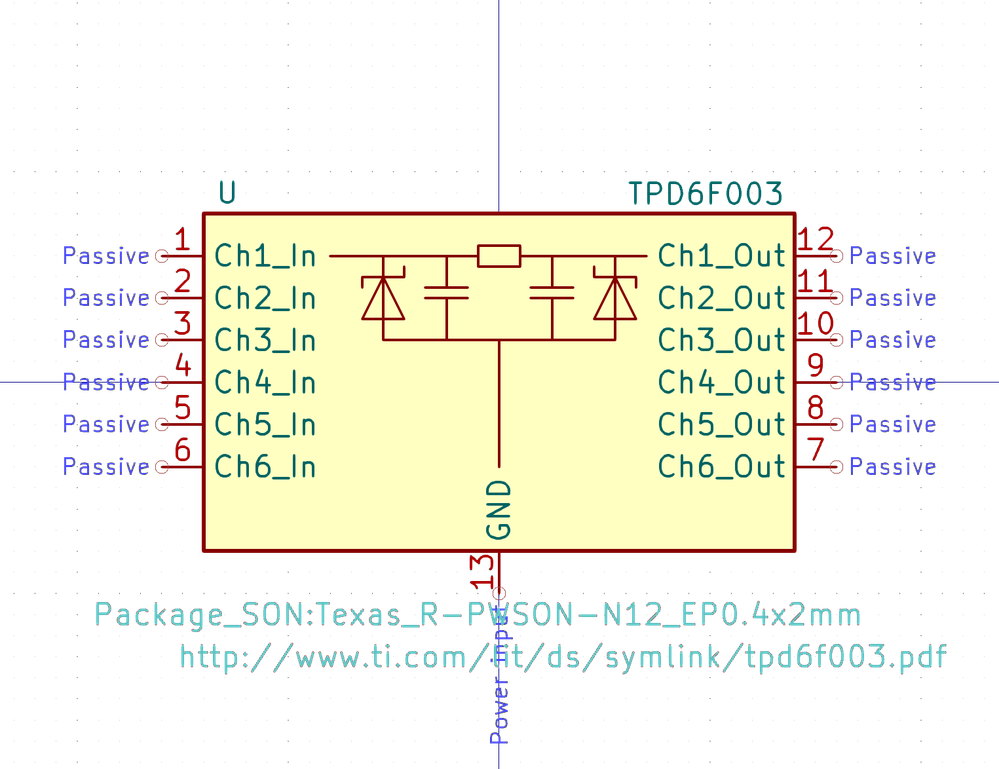 U TPD6F003
Passive 1 Ch1_In Ch1_Out 12 Passive
Passive 2 Ch2_In Ch2_Out 11 Passive
Passive 3 Ch3_In Ch3_Out 10 Passive
Passive 4 Ch4_In Ch4_Out 9 Passive
Passive 5 Ch5_In Ch5_Out 8 Passive
Passive 6 Ch6_In Ch6_Out 7 Passive
GND
13
Package_SON:Texas_R-PWSON-N12_EP0.4x2mm
http://www.ti.com/lit/ds/symlink/tpd6f003.pdf
Power input